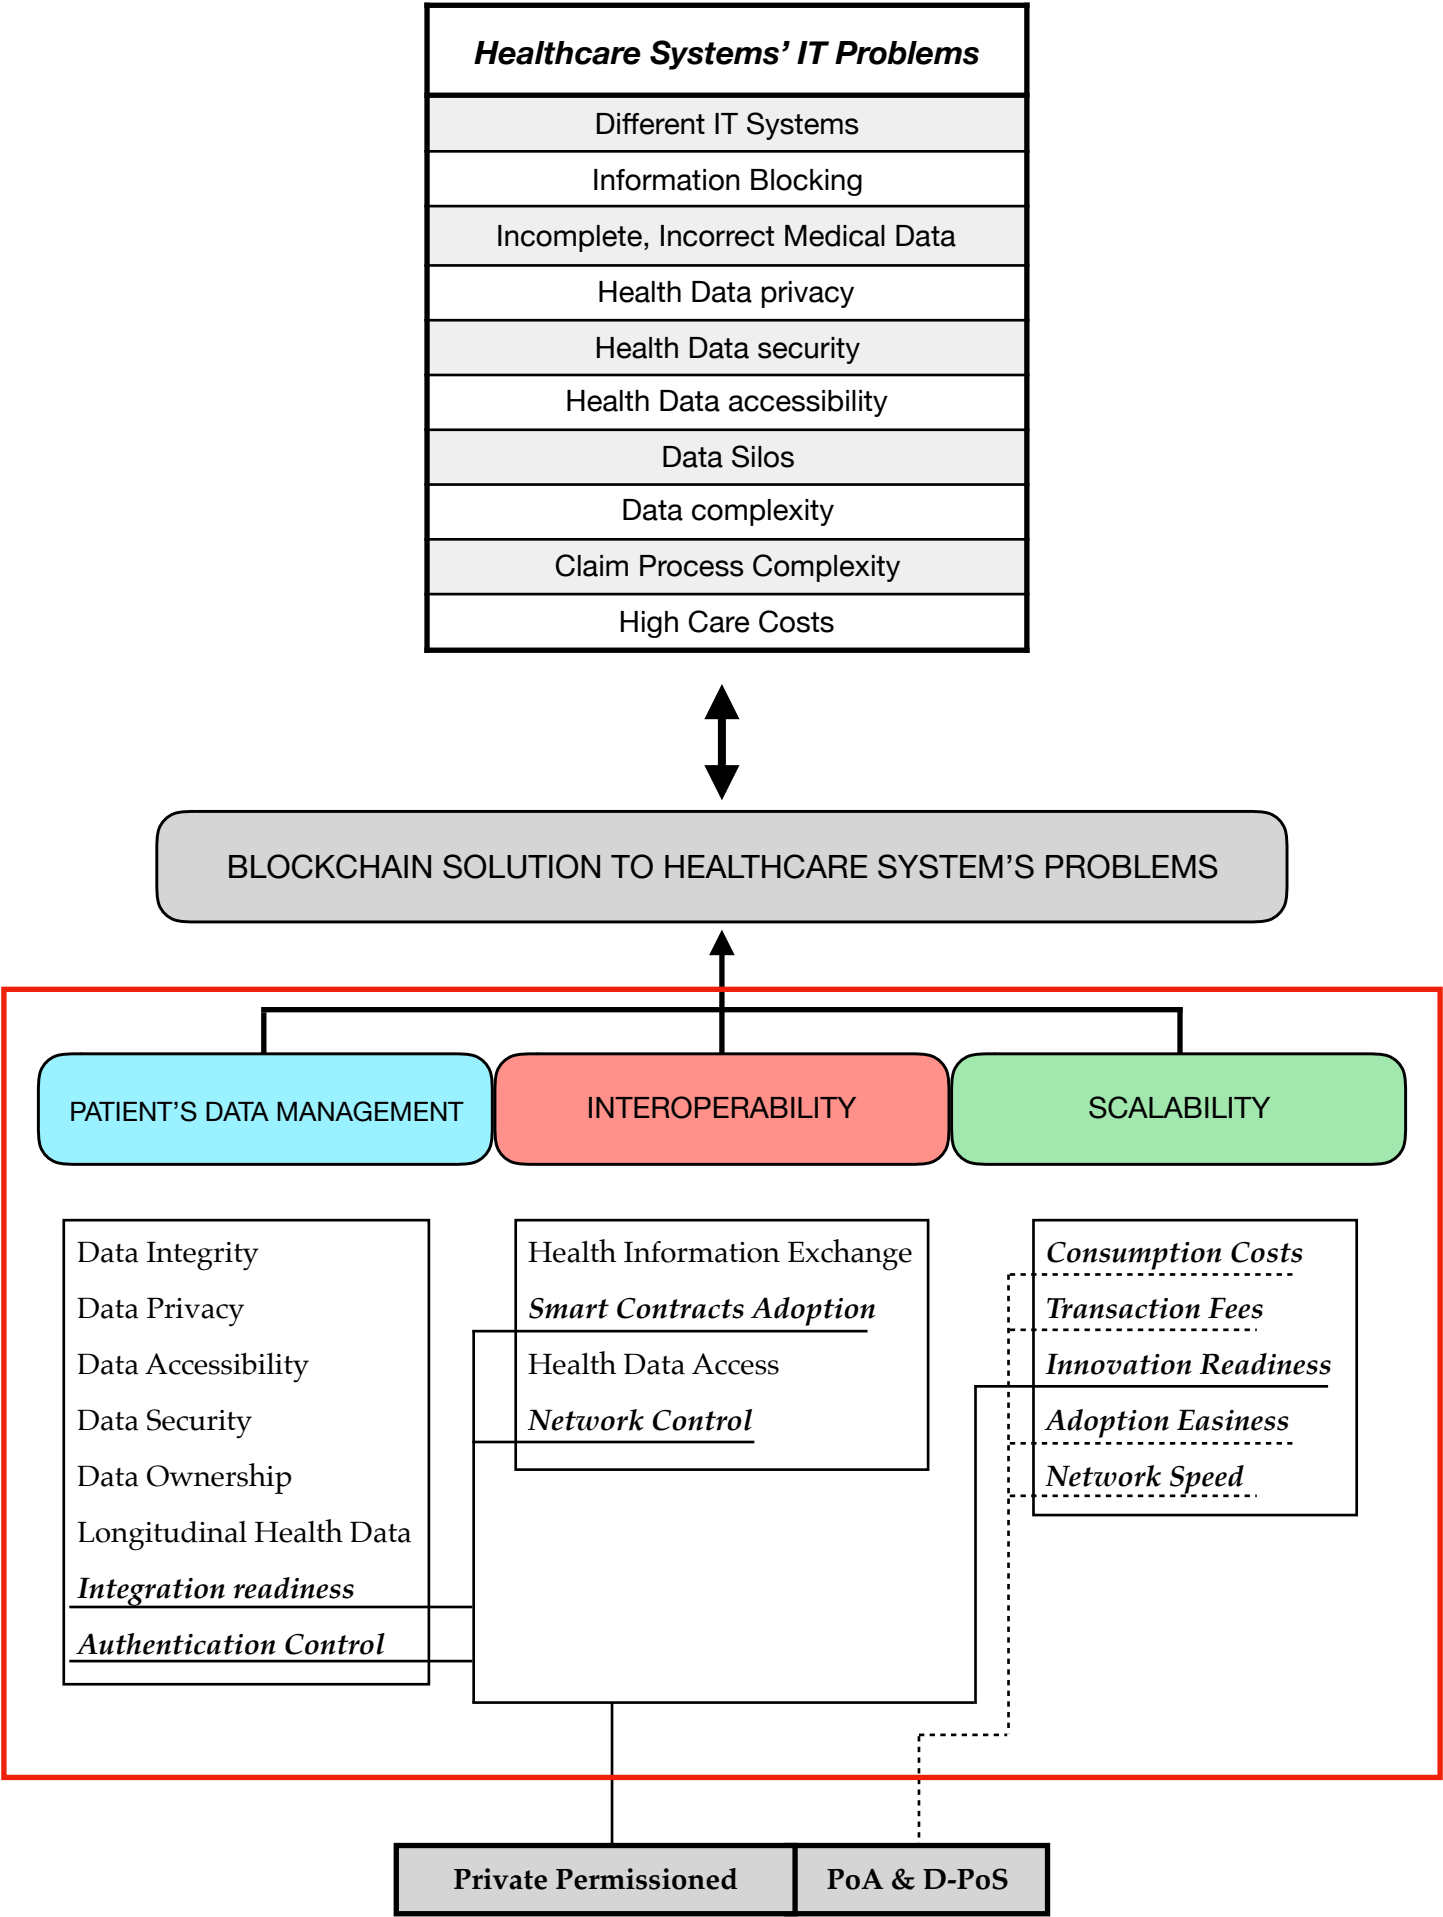 Healthcare Systems' IT Problems
Different IT Systems
Information Blocking
Incomplete, Incorrect Medical Data
Health Data privacy
Health Data security
Health Data accessibility
Data Silos
Data complexity
Claim Process Complexity
High Care Costs
BLOCKCHAIN SOLUTION TO HEALTHCARE SYSTEM'S PROBLEMS
PATIENT'S DATA MANAGEMENT
INTEROPERABILITY
SCALABILITY
Data Integrity
Data Privacy
Data Accessibility
Data Security
Data Ownership
Longitudinal Health Data
Integration readiness
Authentication Control
Health Information Exchange
Smart Contracts Adoption
Health Data Access
Network Control
Consumption Costs
Transaction Fees
Innovation Readiness
Adoption Easiness
Network Speed
Private Permissioned
PoA & D-PoS